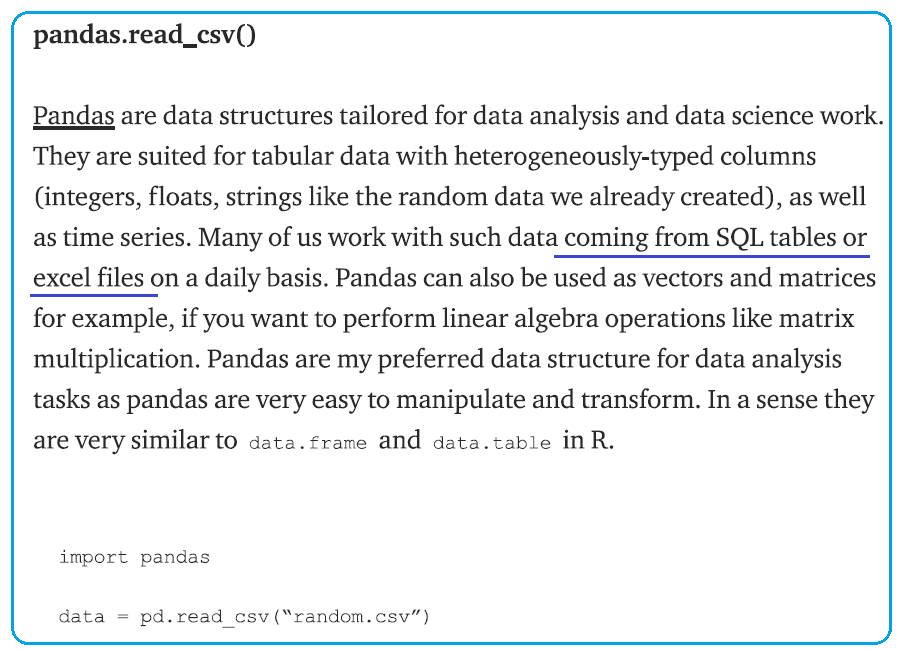 pandas.read_csv()
Pandas are data structures tailored for data analysis and data science work.
They are suited for tabular data with heterogeneously-typed columns
(integers, floats, strings like the random data we already created), as well
as time series. Many of us work with such data coming from SQL tables or
excel files on a daily basis. Pandas can also be used as vectors and matrices
for example, if you want to perform linear algebra operations like matrix
multiplication. Pandas are my preferred data structure for data analysis
tasks as pandas are very easy to manipulate and transform. In a sense they
are very similar to data.frame and data.table in R.
import pandas
data = pd.read_csv(“random.csv”)